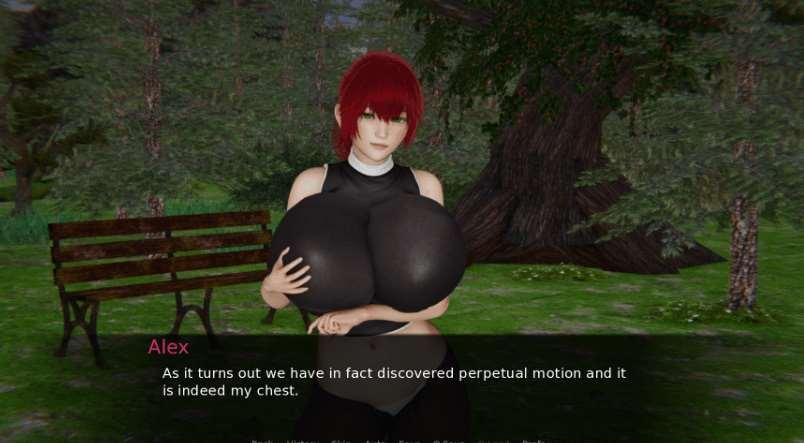 Alex
As it turns out we have in fact discovered perpetual motion and it
is indeed my chest.